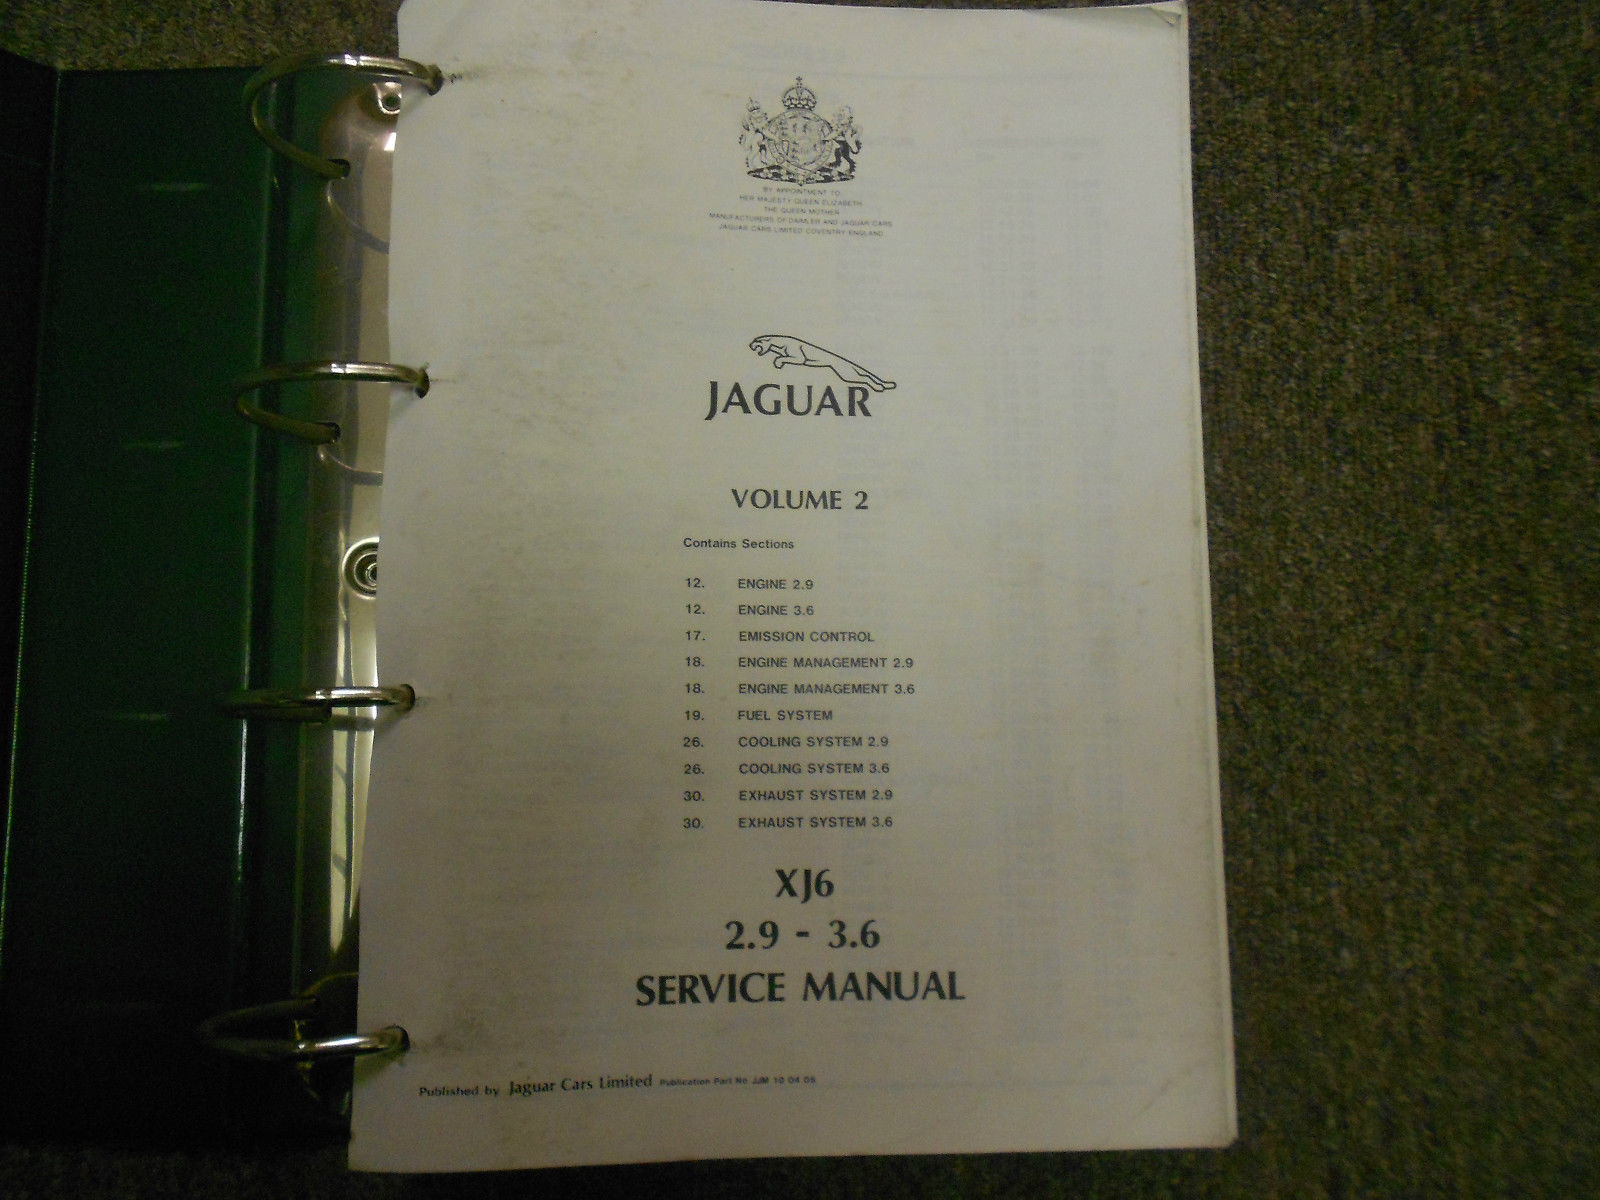 BY APPOINTMENT TO
HER MAJESTY QUEEN ELIZABETH
THE QUEEN MOTHER
MANUFACTURERS OF DAIMLER AND JAGUAR CARS
JAGUAR CARS LIMITED COVENTRY ENGLAND
JAGUAR
VOLUME 2
Contains Sections
12. ENGINE 2.9
12. ENGINE 3.6
17. EMISSION CONTROL
18. ENGINE MANAGEMENT 2.9
18. ENGINE MANAGEMENT 3.6
19. FUEL SYSTEM
26. COOLING SYSTEM 2.9
26. COOLING SYSTEM 3.6
30. EXHAUST SYSTEM 2.9
30. EXHAUST SYSTEM 3.6
XJ6
2.9 - 3.6
SERVICE MANUAL
Published by Jaguar Cars Limited Publication Part No JJM 10 04 06